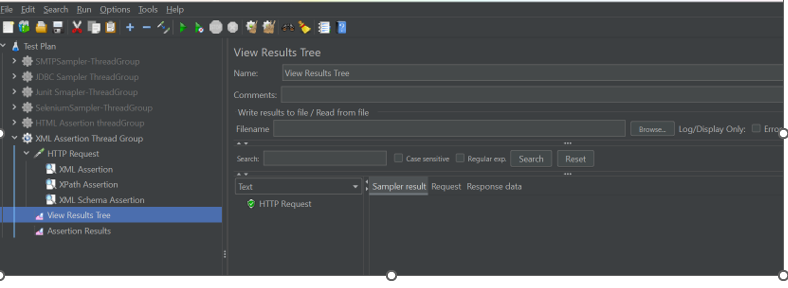 File Edit Search Run Options Tools Help
Test Plan
SMTPSampler-ThreadGroup
JDBC Sampler ThreadGroup
Junit Smapler-ThreadGroup
SeleniumSampler-ThreadGroup
HTML Assertion threadGroup
XML Assertion Thread Group
HTTP Request
XML Assertion
XPath Assertion
XML Schema Assertion
View Results Tree
Assertion Results
View Results Tree
Name: View Results Tree
Comments:
Write results to file / Read from file
Filename Browse... Log/Display Only: Erro
Search: Case sensitive Regular exp. Search Reset
Text Sampler result Request Response data
HTTP Request